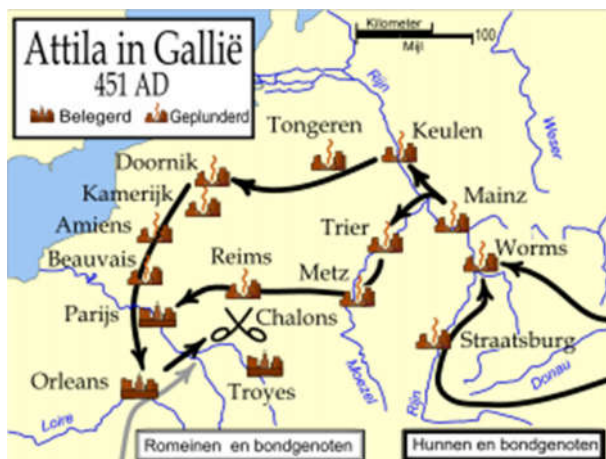 Attila in Gallië
451 AD
Belegerd
Geplunderd
Kilometer
100
Mijl
Rijn
Weser
Tongeren
Keulen
Doornik
Kamerijk
Mainz
Amiens
Trier
Beauvais
Reims
Metz
Worms
Parijs
Chalons
Straatsburg
Orleans
Troyes
Moezel
Rijn
Donau
Loire
Romeinen en bondgenoten
Hunnen en bondgenoten